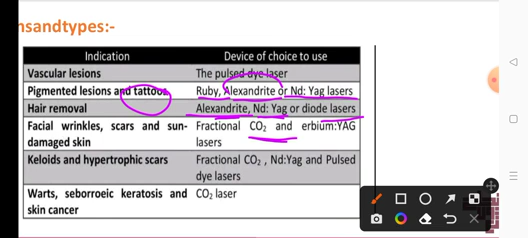 nsandtypes:-
Indication Device of choice to use
Vascular lesions The pulsed dye laser
Pigmented lesions and tattoos Ruby, Alexandrite or Nd: Yag lasers
Hair removal Alexandrite, Nd: Yag or diode lasers
Facial wrinkles, scars and sun- Fractional CO₂ and erbium:YAG
damaged skin lasers
Keloids and hypertrophic scars Fractional CO₂ , Nd:Yag and Pulsed
dye lasers
Warts, seborroeic keratosis and CO₂ laser
skin cancer